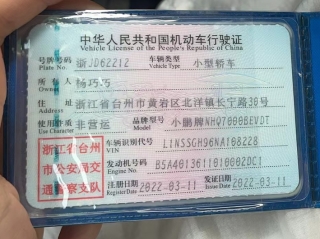 中华人民共和国机动车行驶证
Vehicle License of the People's Republic of China
号牌号码 浙JD62212 车辆类型 小型轿车
Plate No. Vehicle Type
所有人 杨巧巧
Owner
住址 浙江省台州市黄岩区北洋镇长宁路30号
Address
使用性质 非营运 品牌型号 小鹏牌NHQ7000BEVDT
Use Character Model
浙江省台州市公安局交通警察支队
车辆识别代号 L1NSSGH96NA108228
VIN
发动机号码 B5A4013611010002DC1
Engine No.
注册日期 2022-03-11 发证日期 2022-03-11
Register Date Issue Date